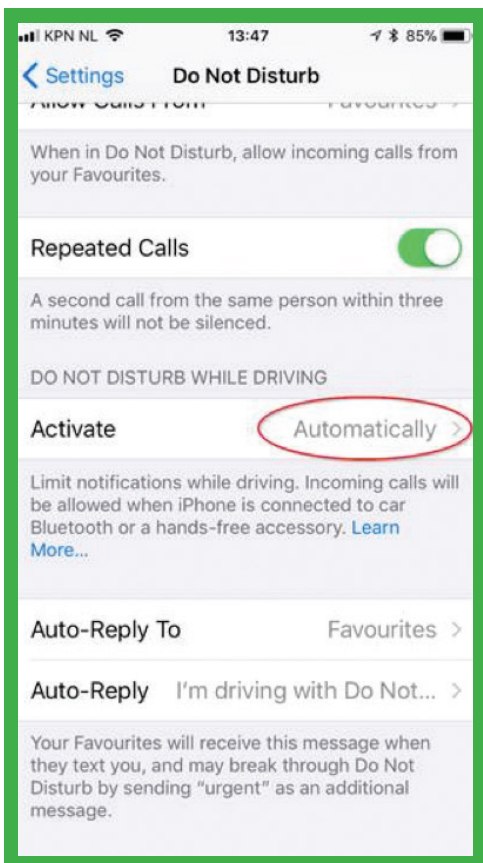 KPN NL 13:47 85%
Settings Do Not Disturb
Allow Calls From Favourites
When in Do Not Disturb, allow incoming calls from
your Favourites.
Repeated Calls
A second call from the same person within three
minutes will not be silenced.
DO NOT DISTURB WHILE DRIVING
Activate Automatically
Limit notifications while driving. Incoming calls will
be allowed when iPhone is connected to car
Bluetooth or a hands-free accessory. Learn
More...
Auto-Reply To Favourites
Auto-Reply I'm driving with Do Not...
Your Favourites will receive this message when
they text you, and may break through Do Not
Disturb by sending “urgent” as an additional
message.